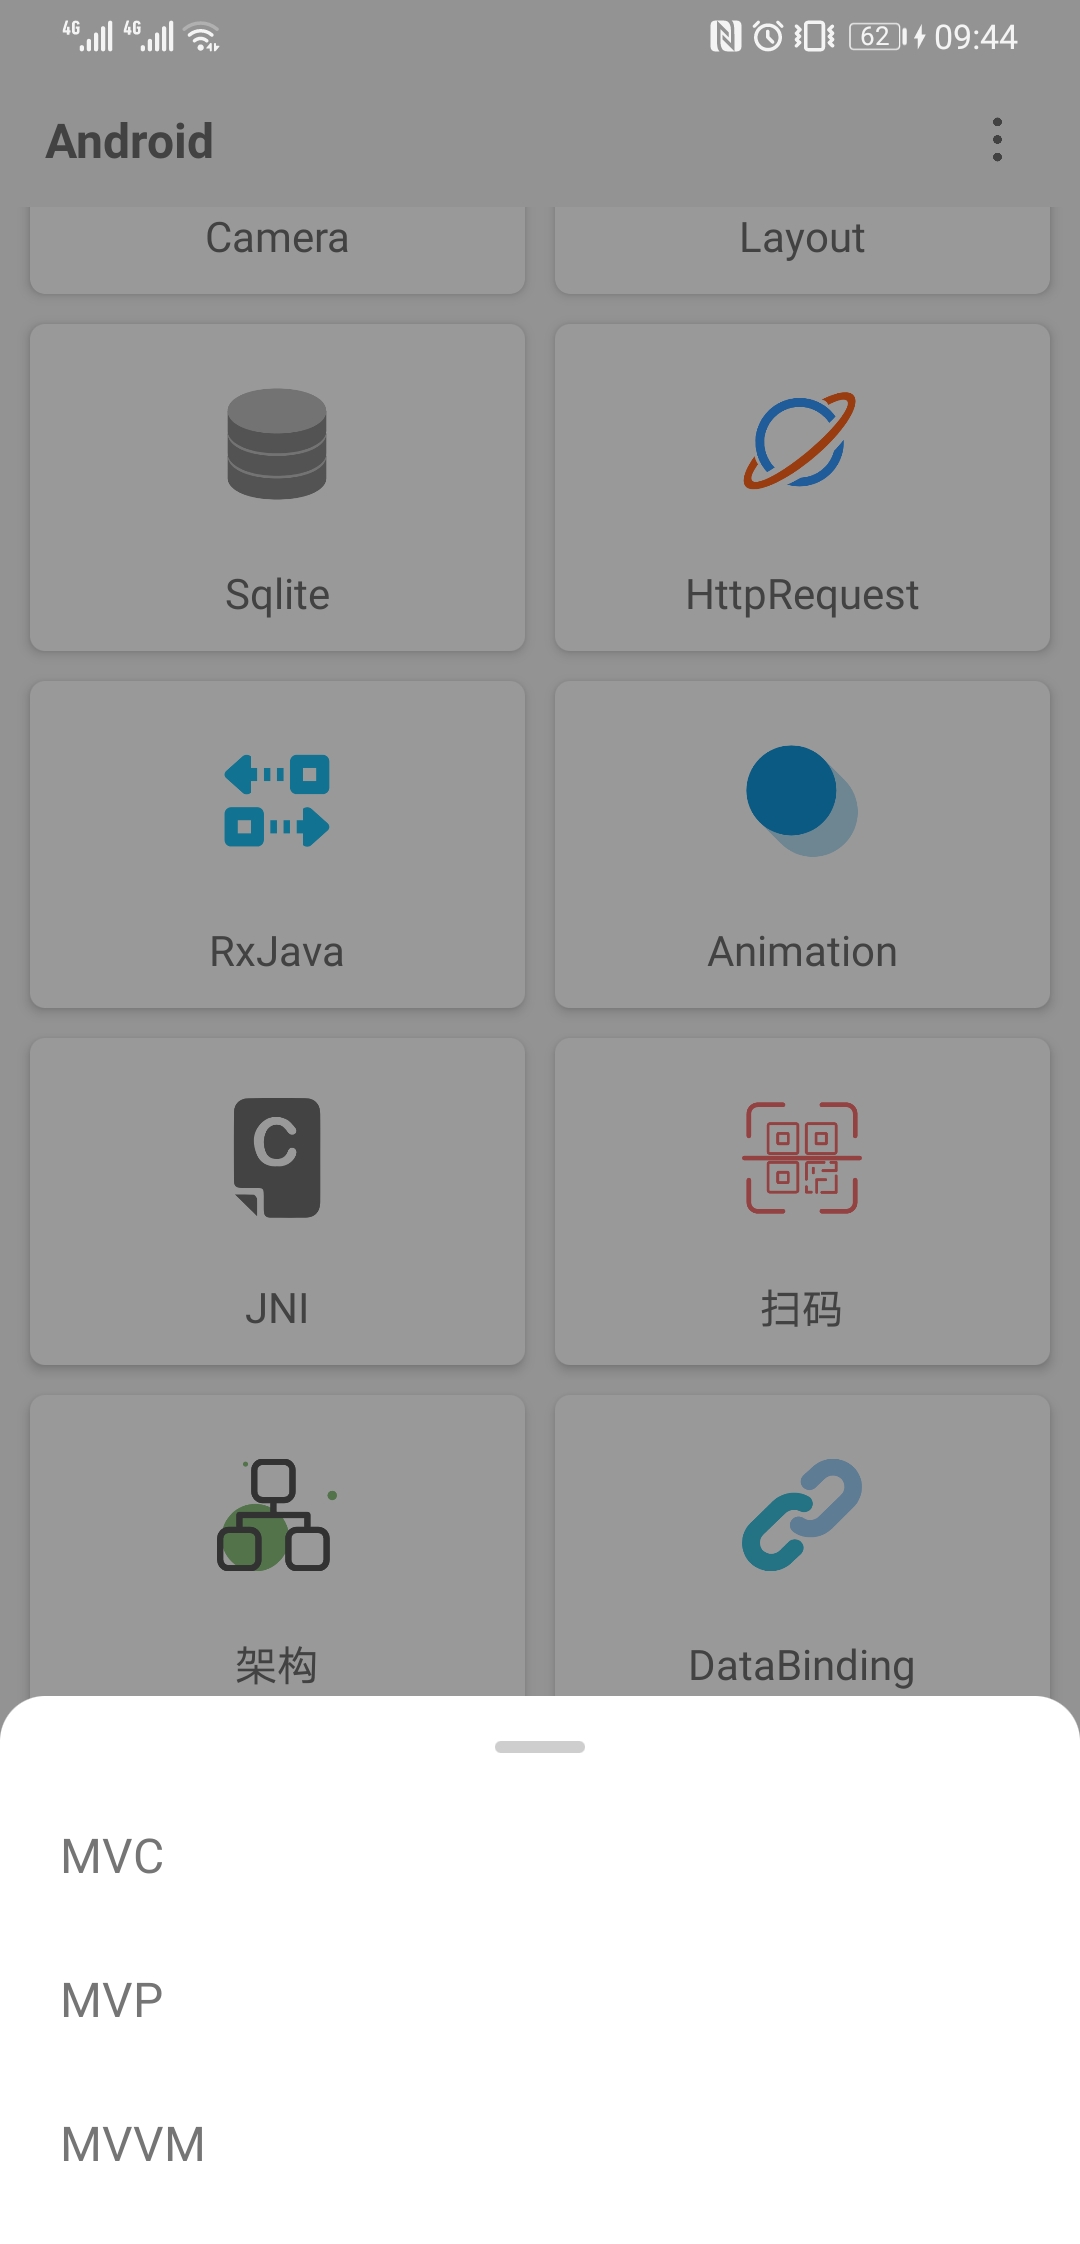 4G 4G 62 09:44
Android
Camera Layout
Sqlite HttpRequest
RxJava Animation
C
JNI 扫码
架构 DataBinding
MVC
MVP
MVVM